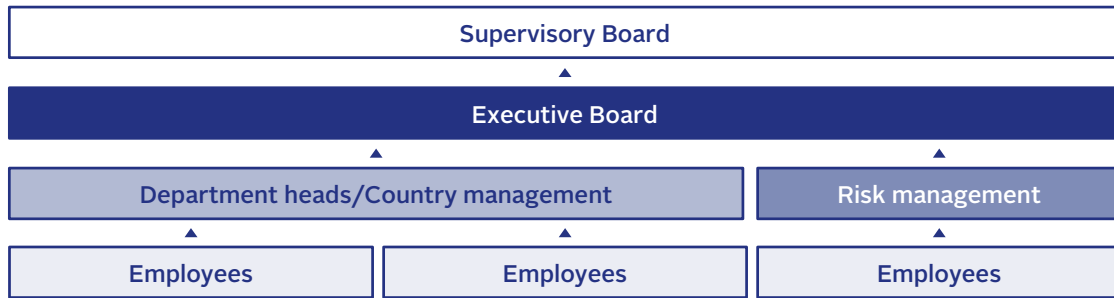 Supervisory Board
Executive Board
Department heads/Country management
Risk management
Employees
Employees
Employees